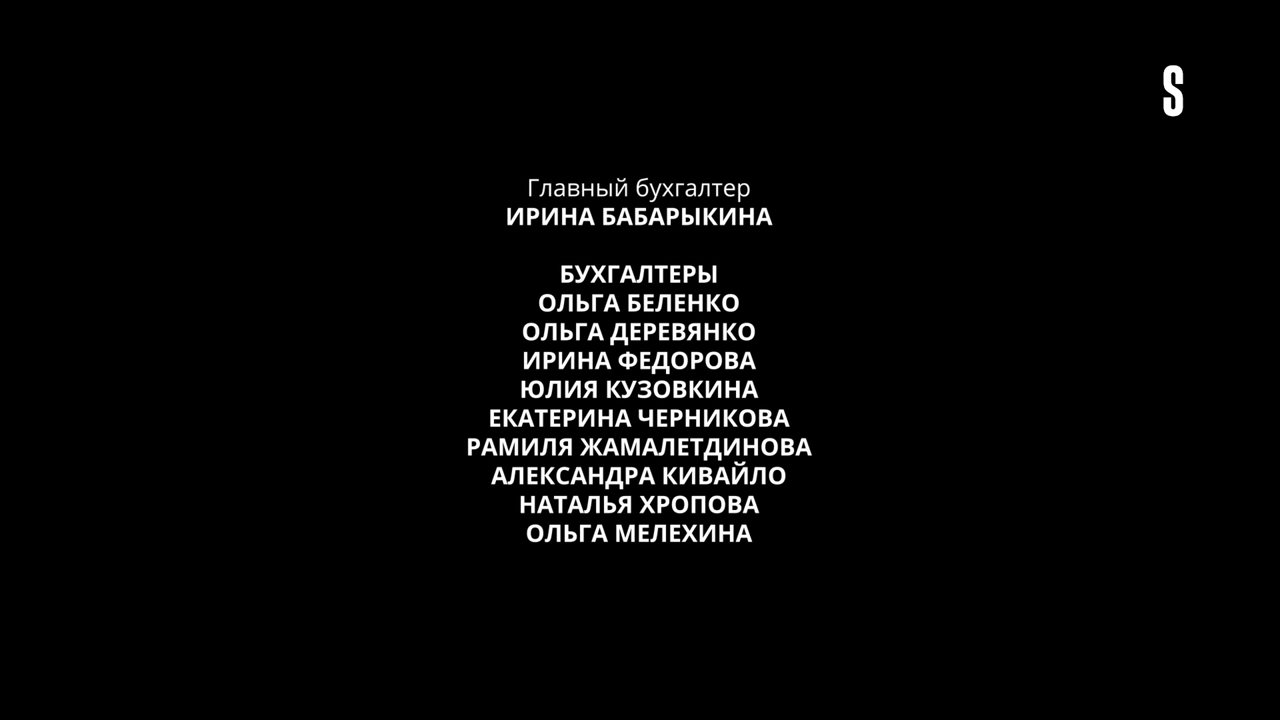 S
Главный бухгалтер
ИРИНА БАБАРЫКИНА
БУХГАЛТЕРЫ
ОЛЬГА БЕЛЕНКО
ОЛЬГА ДЕРЕВЯНКО
ИРИНА ФЕДОРОВА
ЮЛИЯ КУЗОВКИНА
ЕКАТЕРИНА ЧЕРНИКОВА
РАМИЛЯ ЖАМАЛЕТДИНОВА
АЛЕКСАНДРА КИВАЙЛО
НАТАЛЬЯ ХРОПОВА
ОЛЬГА МЕЛЕХИНА